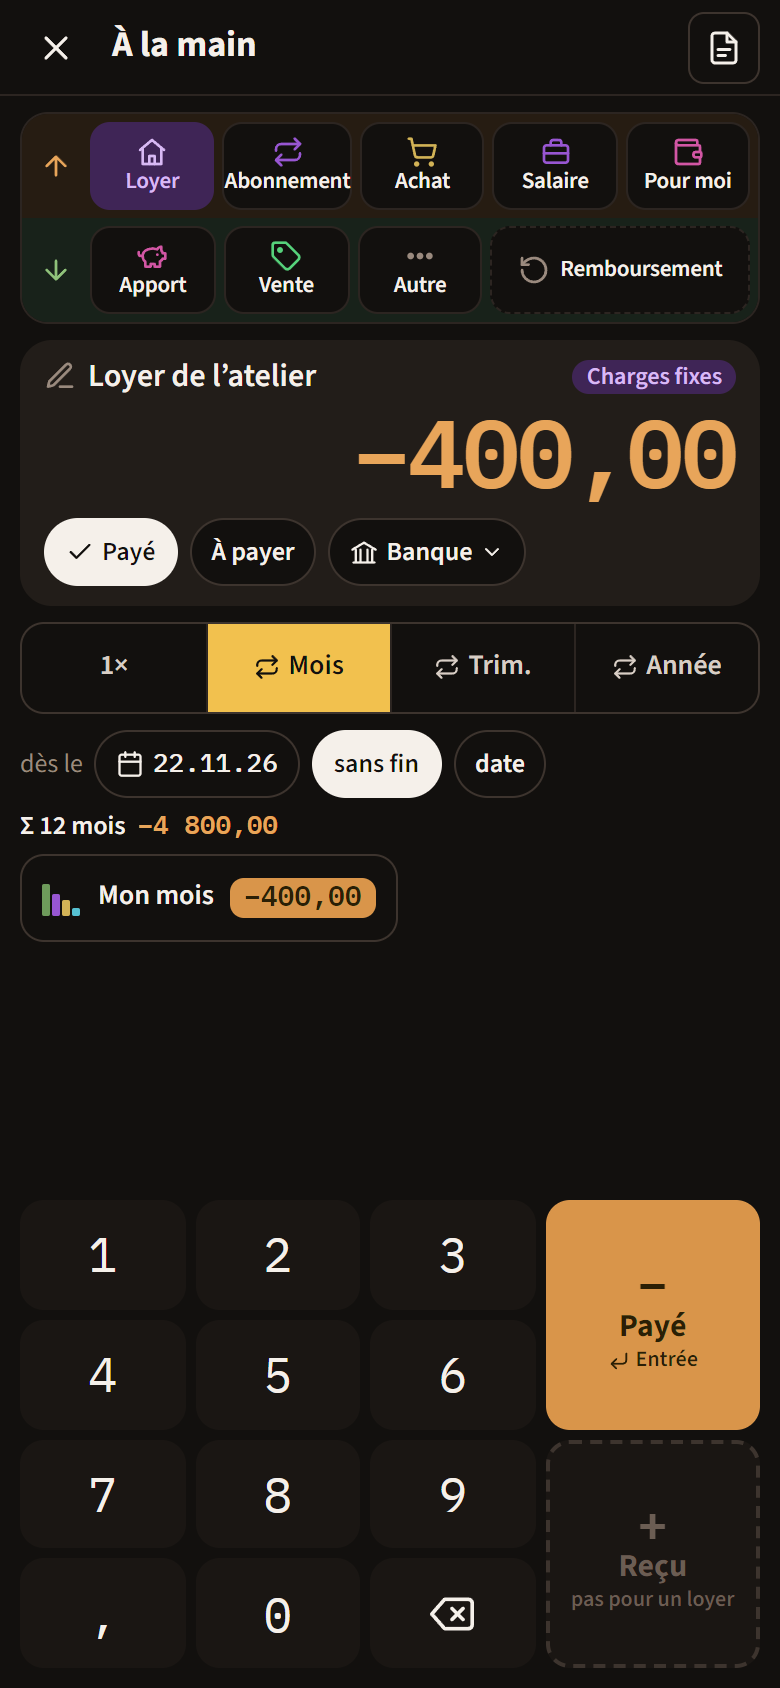 À la main
Loyer Abonnement Achat Salaire Pour moi
Apport Vente Autre Remboursement
Loyer de l’atelier Charges fixes
−400,00
Payé À payer Banque
1× Mois Trim. Année
dès le 22.11.26 sans fin date
Σ 12 mois −4 800,00
Mon mois −400,00
1 2 3
−
Payé
Entrée
4 5 6
7 8 9
+
Reçu
pas pour un loyer
, 0